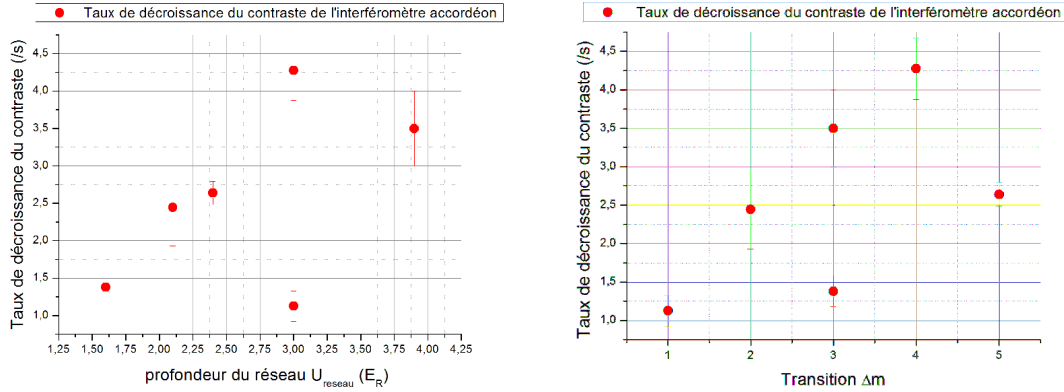 Taux de décroissance du contraste de l'interféromètre accordéon
Taux de décroissance du contraste (/s)
4,5
4,0
3,5
3,0
2,5
2,0
1,5
1,0
1,25 1,50 1,75 2,00 2,25 2,50 2,75 3,00 3,25 3,50 3,75 4,00 4,25
profondeur du réseau U_reseau (E_R)
Taux de décroissance du contraste de l'interféromètre accordéon
Taux de décroissance du contraste (/s)
4,5
4,0
3,5
3,0
2,5
2,0
1,5
1,0
1 2 3 4 5
Transition Δm